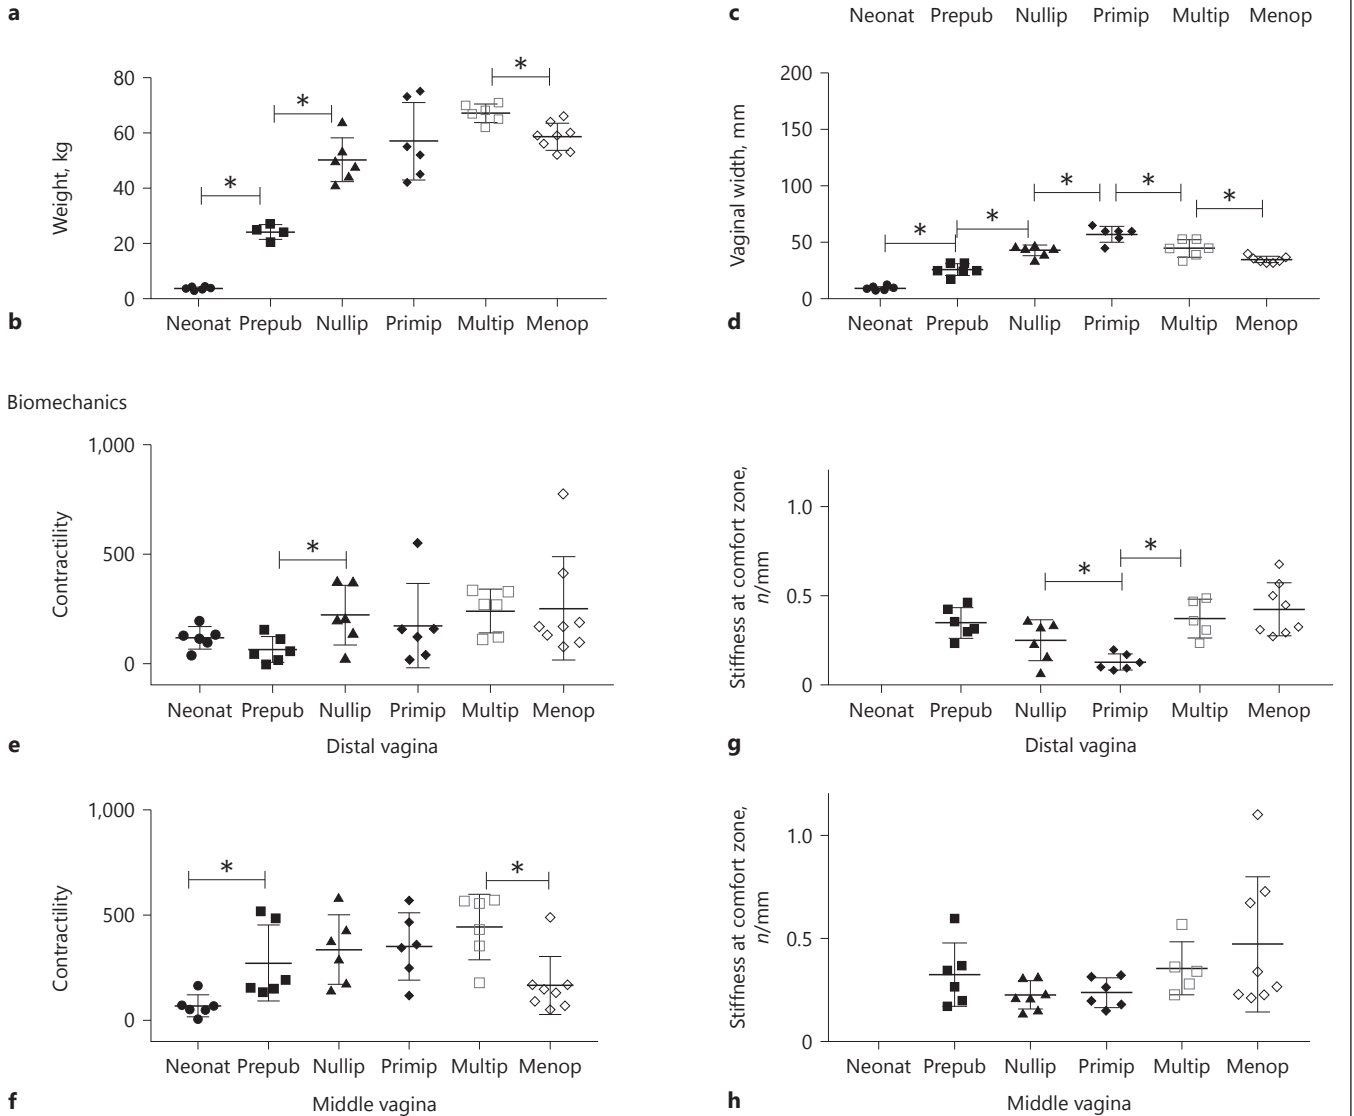 a
c
Neonat Prepub Nullip Primip Multip Menop
Weight, kg
80
60
40
20
0
*
*
*
Neonat Prepub Nullip Primip Multip Menop
b
Vaginal width, mm
200
150
100
50
0
*
*
*
*
*
Neonat Prepub Nullip Primip Multip Menop
d
Biomechanics
Contractility
1,000
500
0
*
Neonat Prepub Nullip Primip Multip Menop
e
Distal vagina
Stiffness at comfort zone,
n/mm
1.0
0.5
0
*
*
Neonat Prepub Nullip Primip Multip Menop
g
Distal vagina
Contractility
1,000
500
0
*
*
Neonat Prepub Nullip Primip Multip Menop
f
Middle vagina
Stiffness at comfort zone,
n/mm
1.0
0.5
0
Neonat Prepub Nullip Primip Multip Menop
h
Middle vagina